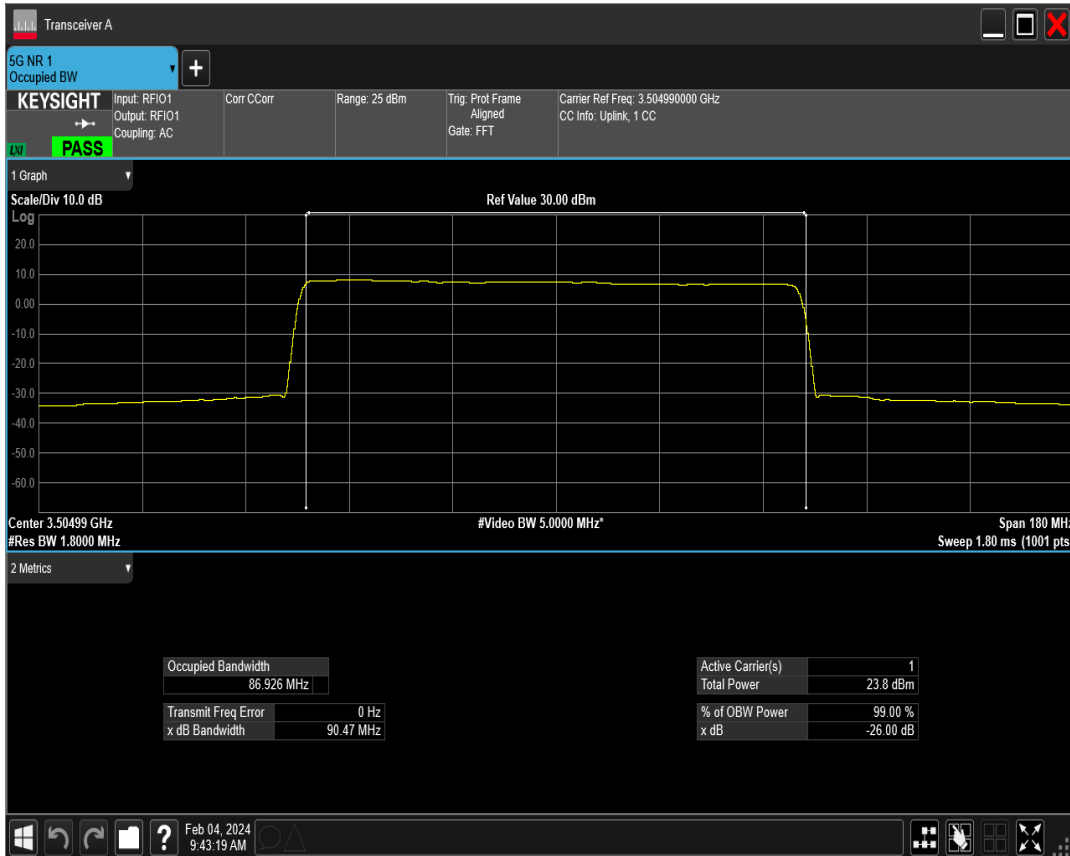 Transceiver A
5G NR 1
Occupied BW
KEYSIGHT
LXI
PASS
Input: RFIO1
Output: RFIO1
Coupling: AC
Corr CCorr
Range: 25 dBm
Trig: Prot Frame
Aligned
Gate: FFT
Carrier Ref Freq: 3.504990000 GHz
CC Info: Uplink, 1 CC
1 Graph
Scale/Div 10.0 dB
Ref Value 30.00 dBm
Log
20.0
10.0
0.00
-10.0
-20.0
-30.0
-40.0
-50.0
-60.0
Center 3.50499 GHz
#Video BW 5.0000 MHz*
Span 180 MHz
#Res BW 1.8000 MHz
Sweep 1.80 ms (1001 pts
2 Metrics
Occupied Bandwidth
86.926 MHz
Transmit Freq Error 0 Hz
x dB Bandwidth 90.47 MHz
Active Carrier(s) 1
Total Power 23.8 dBm
% of OBW Power 99.00 %
x dB -26.00 dB
?
Feb 04, 2024
9:43:19 AM